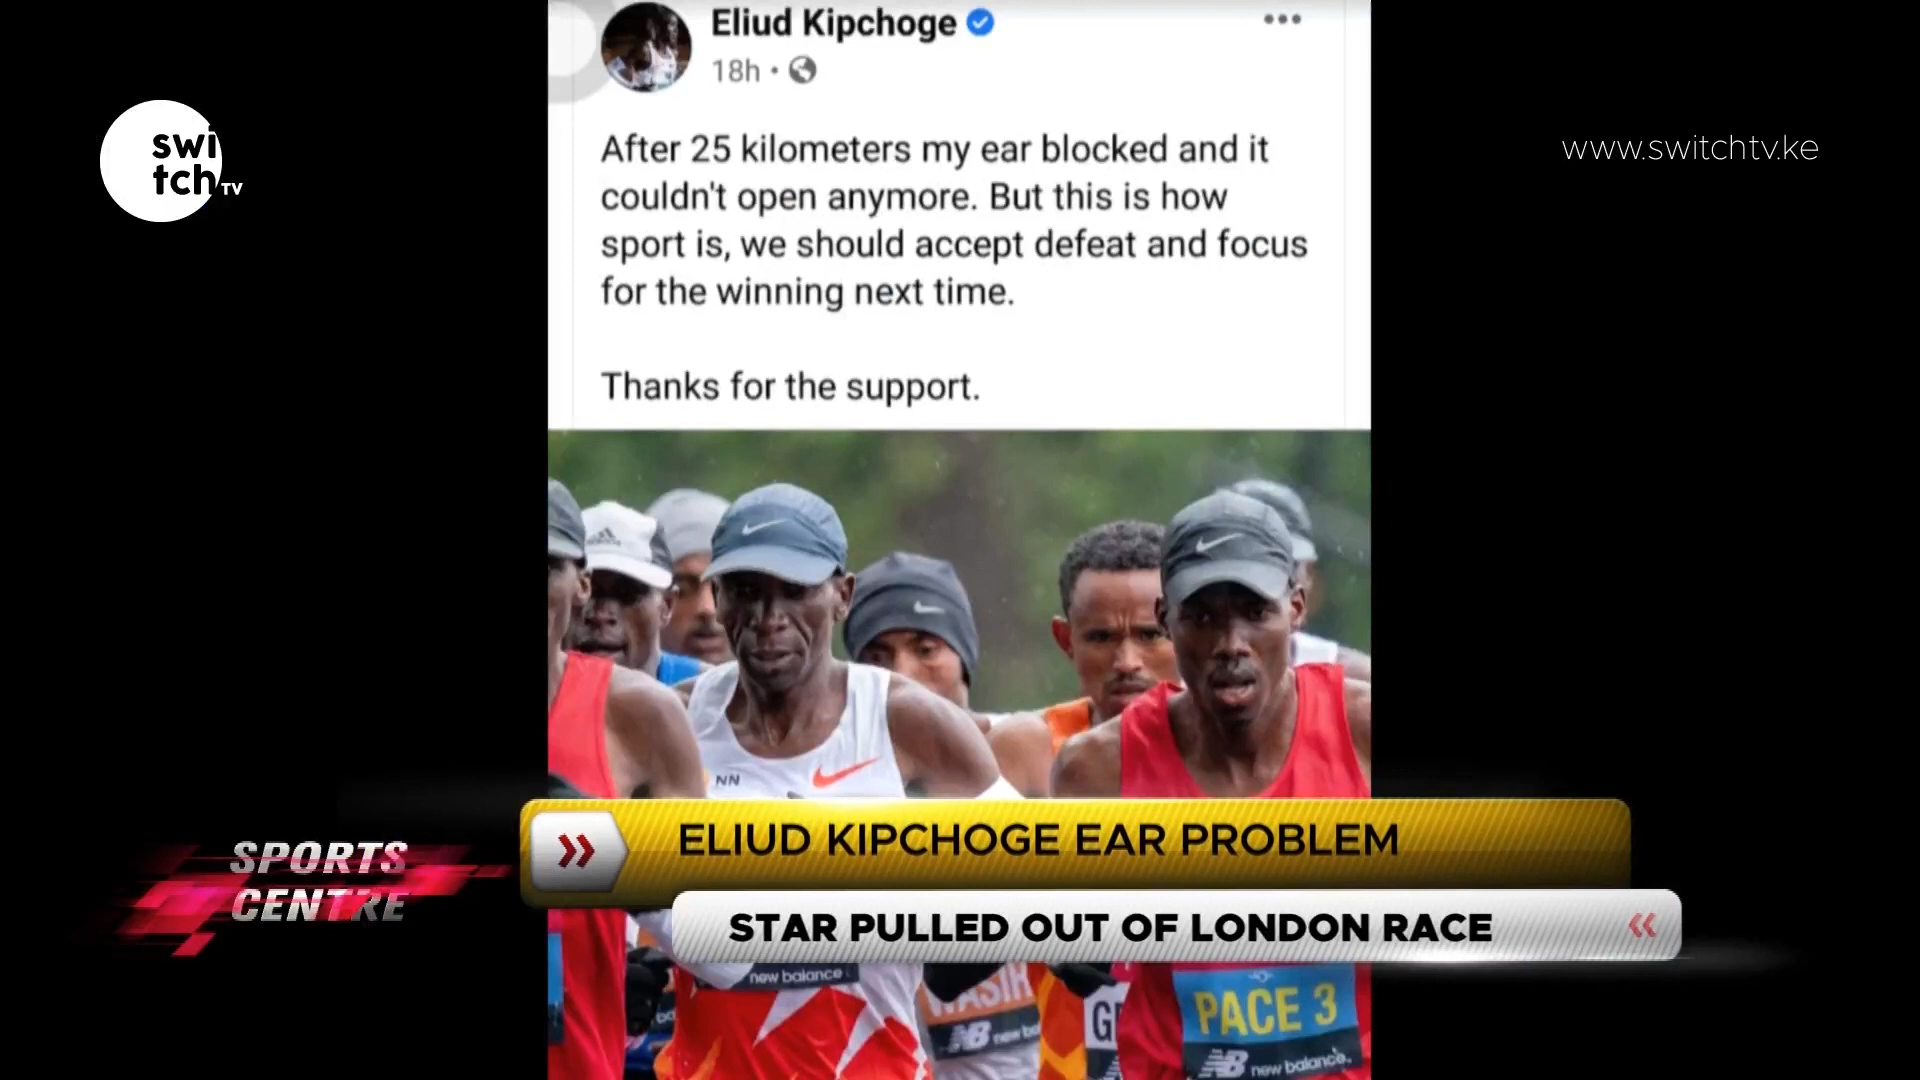 Eliud Kipchoge
18h
swi
tch TV
www.switchtv.ke
After 25 kilometers my ear blocked and it
couldn't open anymore. But this is how
sport is, we should accept defeat and focus
for the winning next time.
Thanks for the support.
NN
ELIUD KIPCHOGE EAR PROBLEM
SPORTS
CENTRE
STAR PULLED OUT OF LONDON RACE
new balance
PACE 3
NB new balance